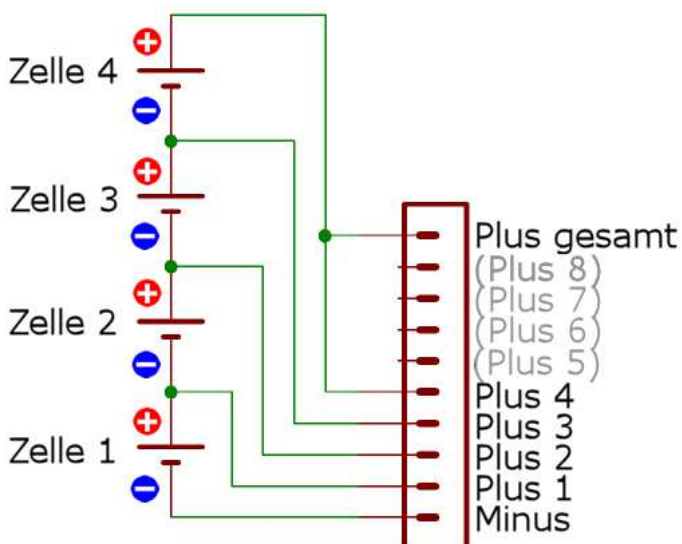 Zelle 4
Zelle 3
Zelle 2
Zelle 1
Plus gesamt
(Plus 8)
(Plus 7)
(Plus 6)
(Plus 5)
Plus 4
Plus 3
Plus 2
Plus 1
Minus